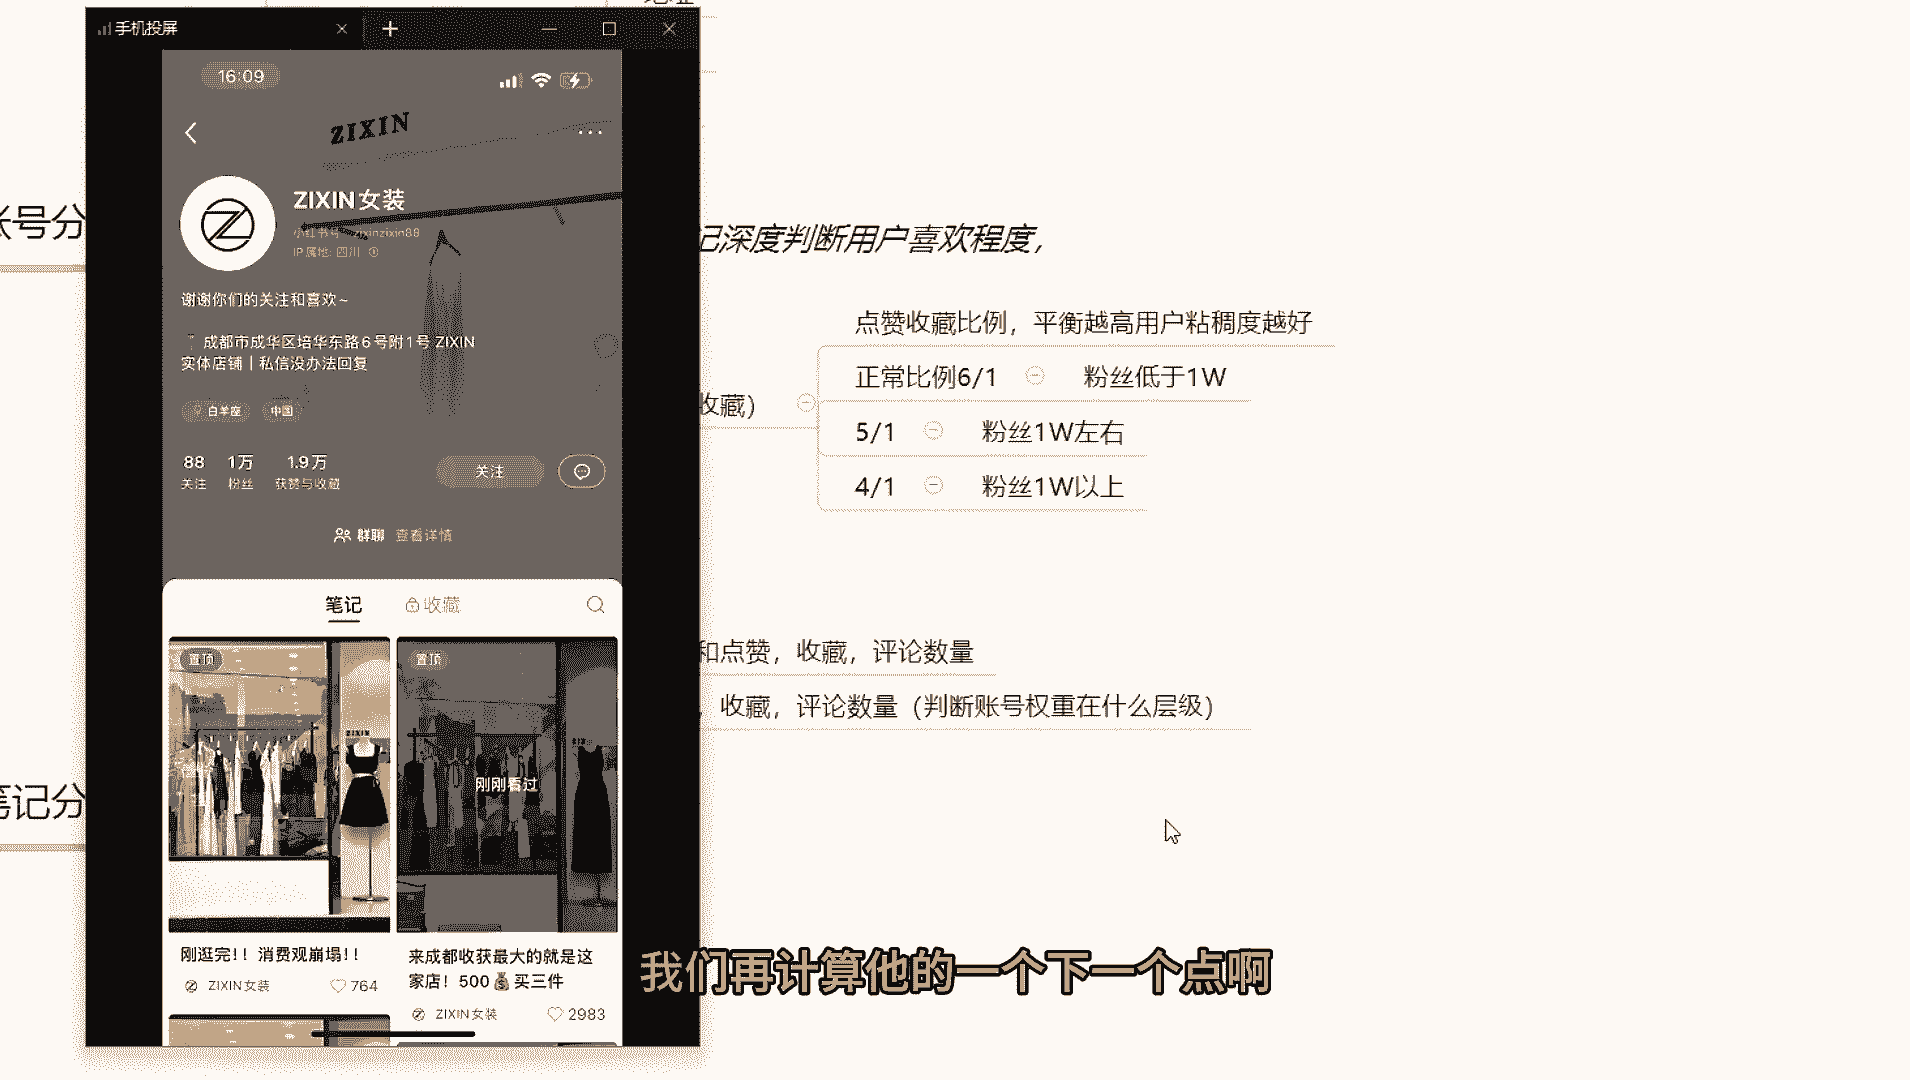 手机投屏
16:09
ZIXIN
ZIXIN女装
小红书号: zixinzixin88
IP属地: 四川
谢谢你们的关注和喜欢~
成都市成华区培华东路6号附1号 ZIXIN
实体店铺 | 私信没办法回复
白羊座 中国
88 1万 1.9万
关注 粉丝 获赞与收藏
关注
群聊 查看详情
笔记 收藏
置顶 置顶
ZIXIN
刚刚看过
刚逛完!! 消费观崩塌!!
ZIXIN女装 764
来成都收获最大的就是这
家店! 500💰买三件
ZIXIN女装 2983
账号分
记深度判断用户喜欢程度,
收藏)
点赞收藏比例，平衡越高用户粘稠度越好
正常比例6/1 粉丝低于1W
5/1 粉丝1W左右
4/1 粉丝1W以上
和点赞，收藏，评论数量
，收藏，评论数量（判断账号权重在什么层级）
笔记分
我们再计算他的一个下一个点啊